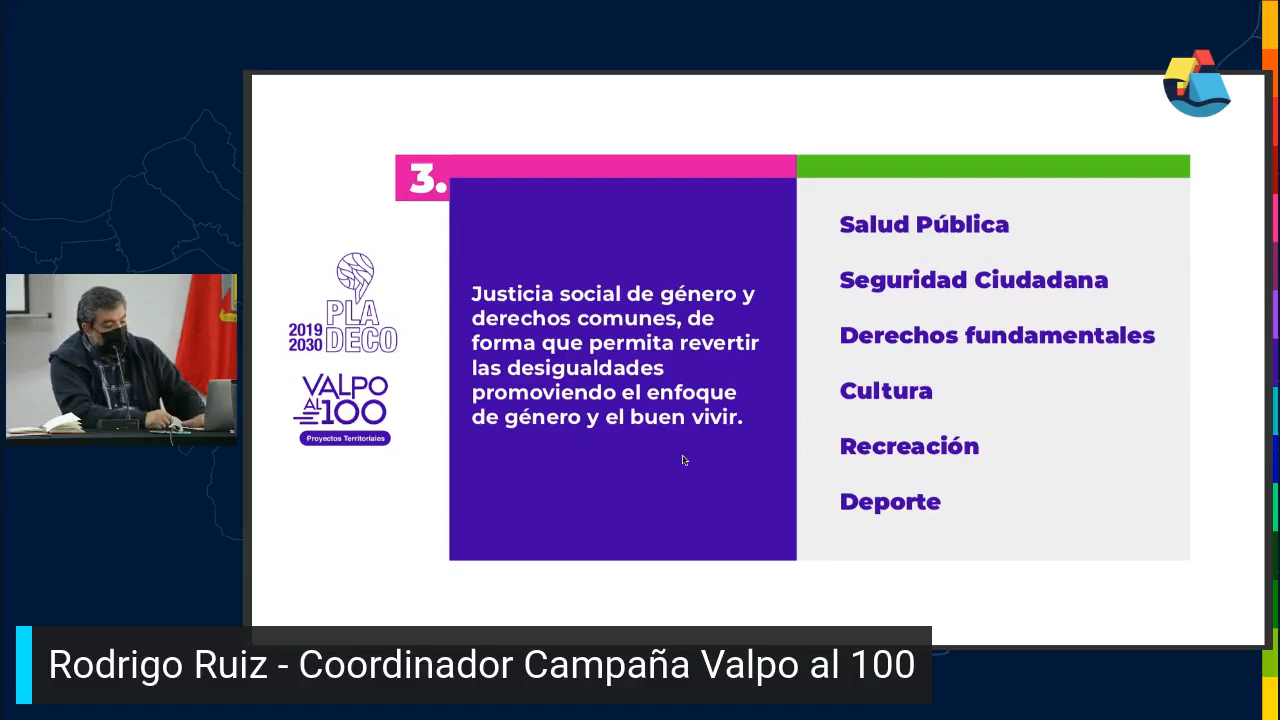 3.
Justicia social de género y
derechos comunes, de
forma que permita revertir
las desigualdades
promoviendo el enfoque
de género y el buen vivir.
Salud Pública
Seguridad Ciudadana
Derechos fundamentales
Cultura
Recreación
Deporte
2019
2030
PLA
DECO
VALPO
AL 100
Proyectos Territoriales
Rodrigo Ruiz - Coordinador Campaña Valpo al 100